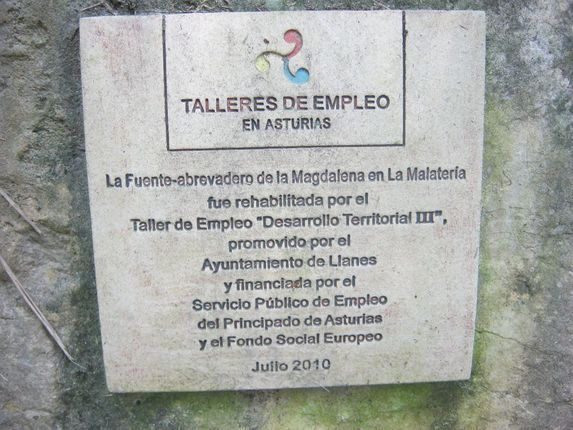 TALLERES DE EMPLEO
EN ASTURIAS
La Fuente-abrevadero de la Magdalena en La Malatería
fue rehabilitada por el
Taller de Empleo "Desarrollo Territorial III",
promovido por el
Ayuntamiento de Llanes
y financiada por el
Servicio Público de Empleo
del Principado de Asturias
y el Fondo Social Europeo
Julio 2010